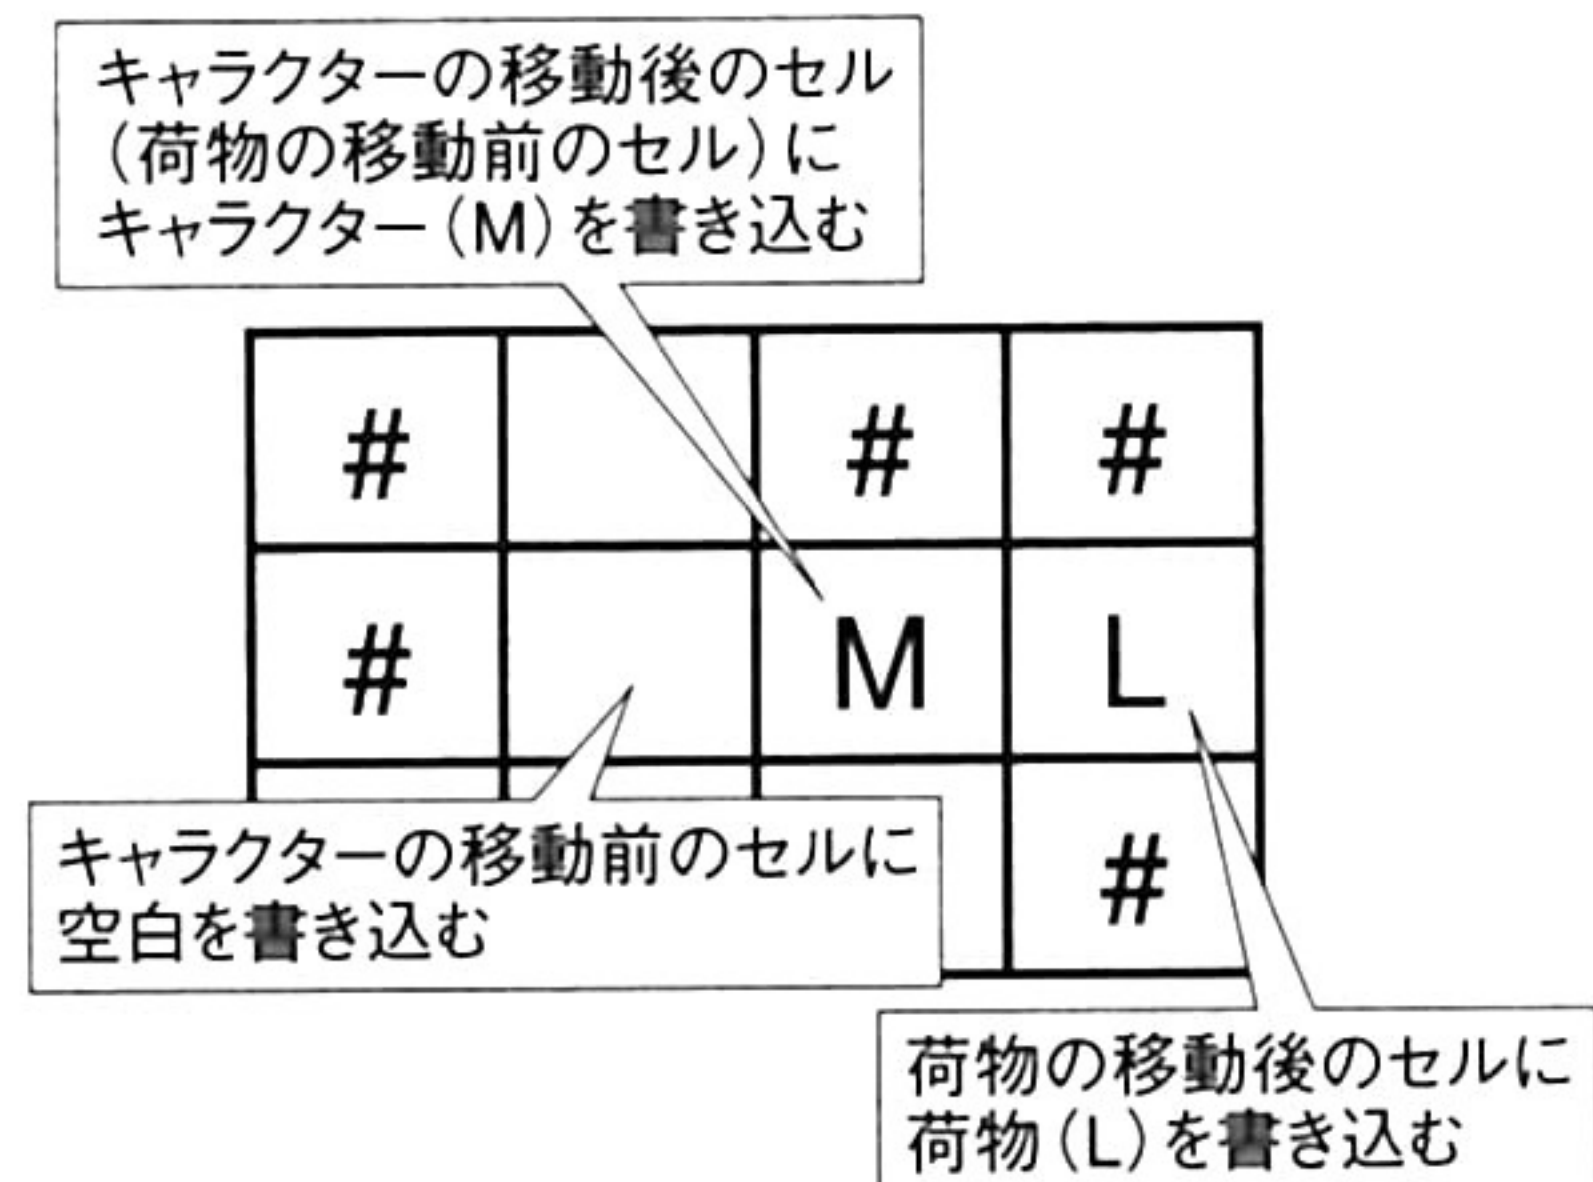 キャラクターの移動後のセル
(荷物の移動前のセル)に
キャラクター(M)を書き込む
# # #
# M L
キャラクターの移動前のセルに
空白を書き込む
#
荷物の移動後のセルに
荷物(L)を書き込む